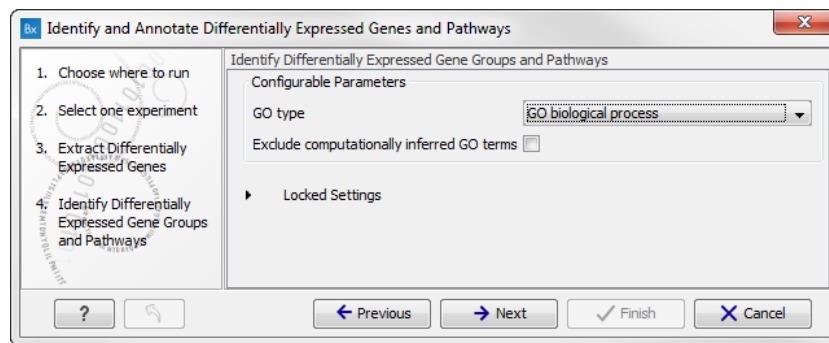 Bx Identify and Annotate Differentially Expressed Genes and Pathways
X
1. Choose where to run
2. Select one experiment
3. Extract Differentially
Expressed Genes
4. Identify Differentially
Expressed Gene Groups
and Pathways
Identify Differentially Expressed Gene Groups and Pathways
Configurable Parameters
GO type
GO biological process
Exclude computationally inferred GO terms
Locked Settings
?
Previous
Next
Finish
Cancel